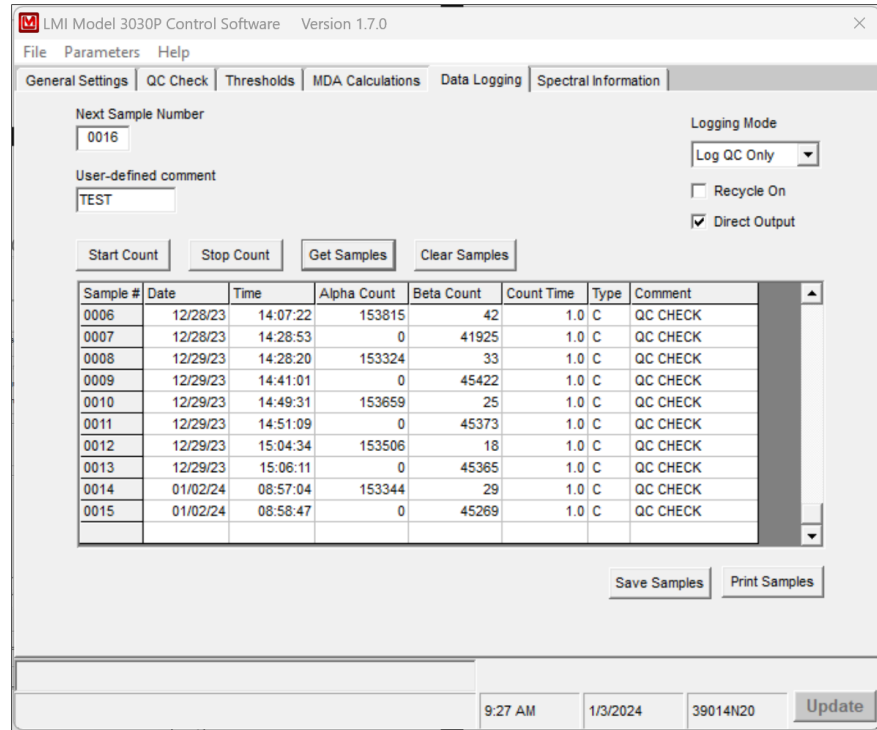 LMI Model 3030P Control Software Version 1.7.0
File Parameters Help
General Settings QC Check Thresholds MDA Calculations Data Logging Spectral Information
Next Sample Number
0016
Logging Mode
Log QC Only
User-defined comment
TEST
Recycle On
Direct Output
Start Count Stop Count Get Samples Clear Samples
Sample # Date Time Alpha Count Beta Count Count Time Type Comment
0006 12/28/23 14:07:22 153815 42 1.0 C QC CHECK
0007 12/28/23 14:28:53 0 41925 1.0 C QC CHECK
0008 12/29/23 14:28:20 153324 33 1.0 C QC CHECK
0009 12/29/23 14:41:01 0 45422 1.0 C QC CHECK
0010 12/29/23 14:49:31 153659 25 1.0 C QC CHECK
0011 12/29/23 14:51:09 0 45373 1.0 C QC CHECK
0012 12/29/23 15:04:34 153506 18 1.0 C QC CHECK
0013 12/29/23 15:06:11 0 45365 1.0 C QC CHECK
0014 01/02/24 08:57:04 153344 29 1.0 C QC CHECK
0015 01/02/24 08:58:47 0 45269 1.0 C QC CHECK
Save Samples Print Samples
9:27 AM 1/3/2024 39014N20 Update